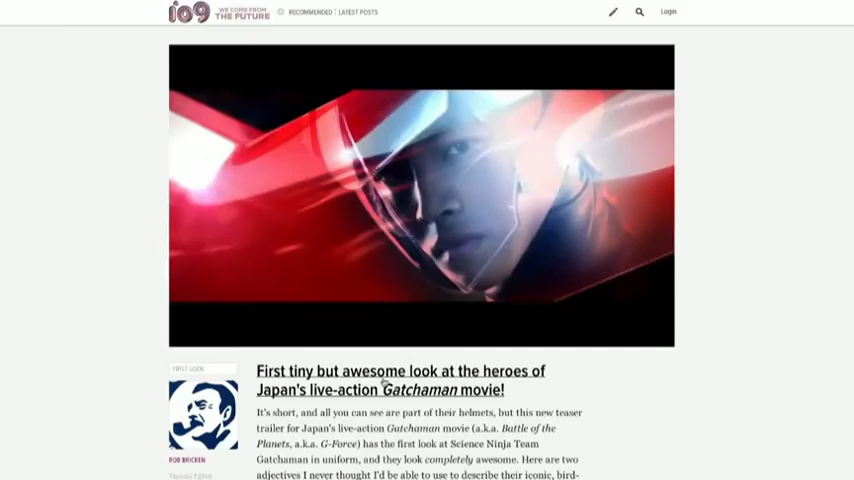 io9 WE COME FROM THE FUTURE RECOMMENDED | LATEST POSTS Login
FIRST LOOK
ROB BRICKEN
First tiny but awesome look at the heroes of
Japan's live-action Gatchaman movie!
It's short, and all you can see are part of their helmets, but this new teaser
trailer for Japan's live-action Gatchaman movie (a.k.a. Battle of the
Planets, a.k.a. G-Force) has the first look at Science Ninja Team
Gatchaman in uniform, and they look completely awesome. Here are two
adjectives I never thought I'd be able to use to describe their iconic, bird-